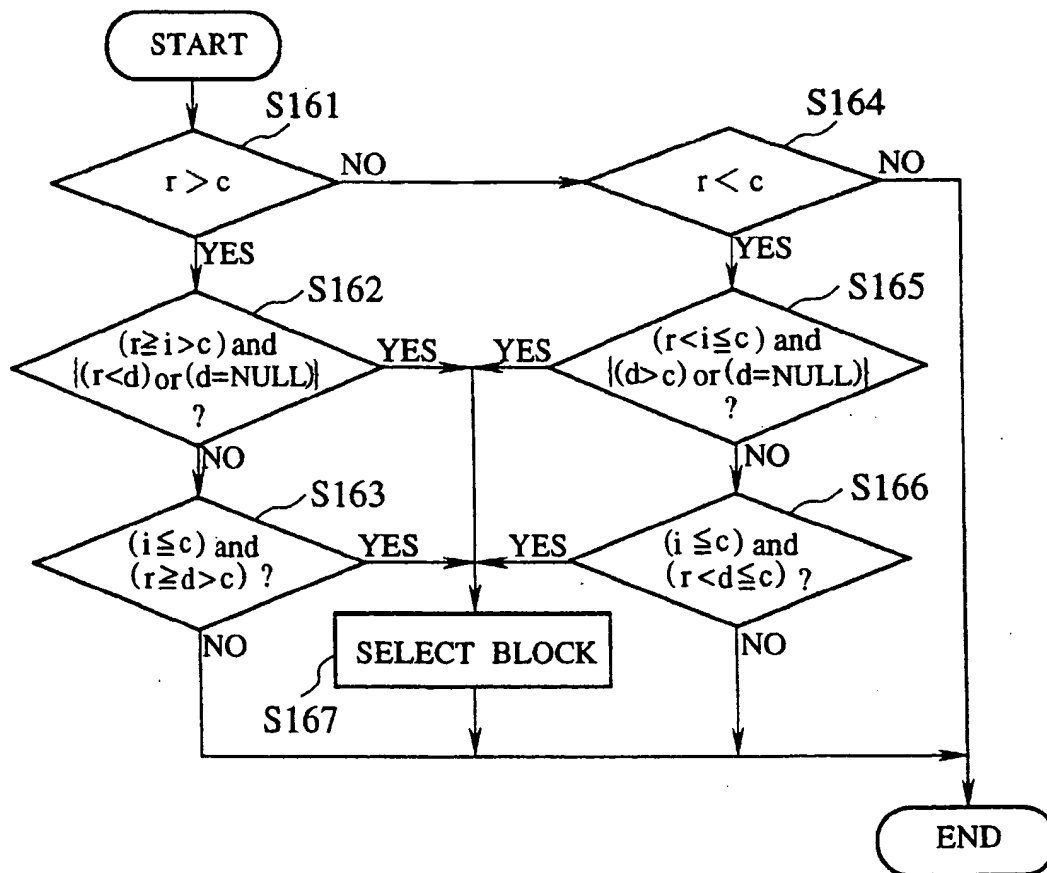 START
S161
S164
r > c
NO
r < c
NO
YES
YES
S162
S165
(r≧i>c) and
{(r<d) or (d=NULL)}
?
YES
YES
(r<i≦c) and
{(d>c) or (d=NULL)}
?
NO
NO
S163
S166
(i≦c) and
(r≧d>c) ?
YES
YES
(i≦c) and
(r<d≦c) ?
NO
NO
SELECT BLOCK
S167
END